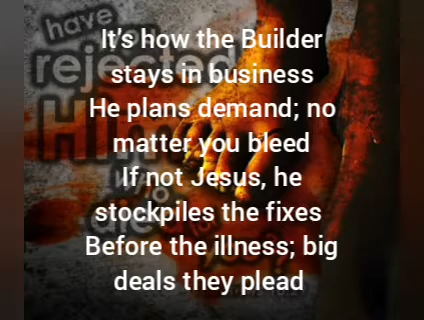 have
rejected
Him
It's how the Builder
stays in business
He plans demand; no
matter you bleed
If not Jesus, he
stockpiles the fixes
Before the illness; big
deals they plead